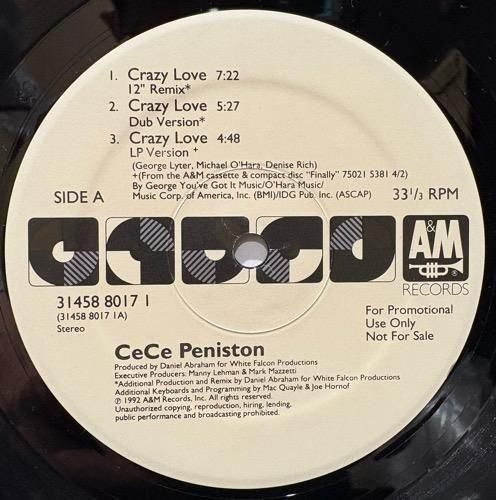 1. Crazy Love 7:22
12" Remix*
2. Crazy Love 5:27
Dub Version*
3. Crazy Love 4:48
LP Version +
(George Lyter, Michael O'Hara, Denise Rich)
+(From the A&M cassette & compact disc "Finally" 75021 5381 4/2)
By George You've Got It Music/O'Hara Music/
Music Corp. of America, Inc. (BMI)/IDG Pub. Inc. (ASCAP)
SIDE A
33 1/3 RPM
A&M
®
RECORDS
31458 8017 1
(31458 8017 1A)
Stereo
For Promotional
Use Only
Not For Sale
CeCe Peniston
Produced by Daniel Abraham for White Falcon Productions
Executive Producers: Manny Lehman & Mark Mazzetti
*Additional Production and Remix by Daniel Abraham for White Falcon Productions
Additional Keyboards and Programming by Mac Quayle & Joe Hornof
℗ 1992 A&M Records, Inc. All rights reserved.
Unauthorized copying, reproduction, hiring, lending,
public performance and broadcasting prohibited.